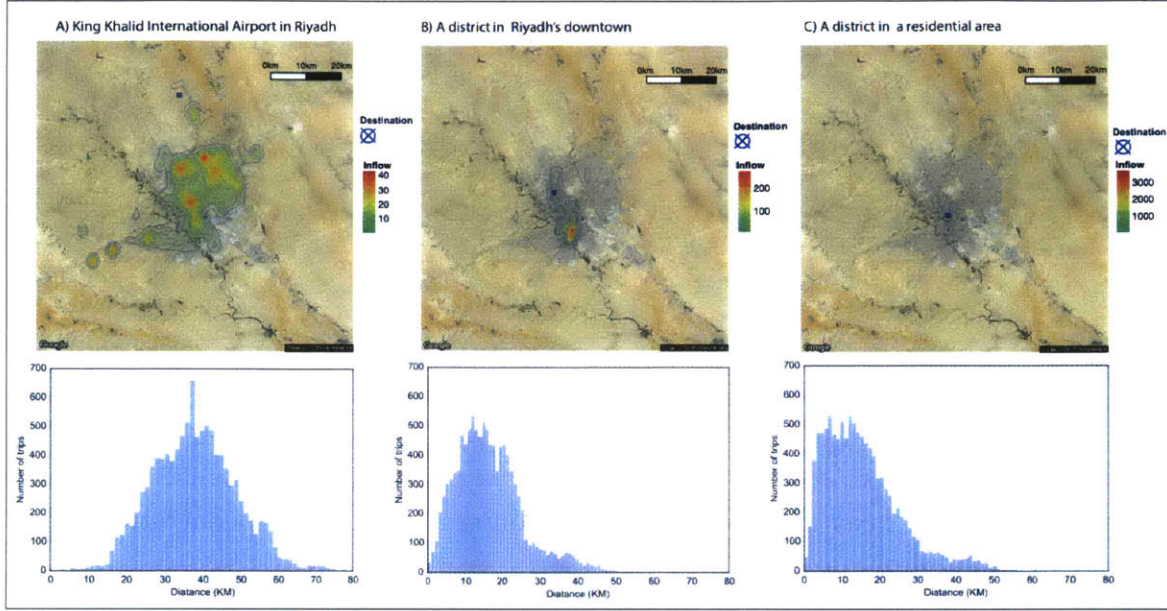 A) King Khalid International Airport in Riyadh
0km 10km 20km
Destination
Inflow
40
30
20
10
Google
700
600
500
400
300
200
100
0
Number of trips
0 10 20 30 40 50 60 70 80
Distance (KM)
B) A district in Riyadh's downtown
0km 10km 20km
Destination
Inflow
200
100
Google
700
600
500
400
300
200
100
0
Number of trips
0 10 20 30 40 50 60 70 80
Distance (KM)
C) A district in a residential area
0km 10km 20km
Destination
Inflow
3000
2000
1000
Google
700
600
500
400
300
200
100
0
Number of trips
0 10 20 30 40 50 60 70 80
Distance (KM)